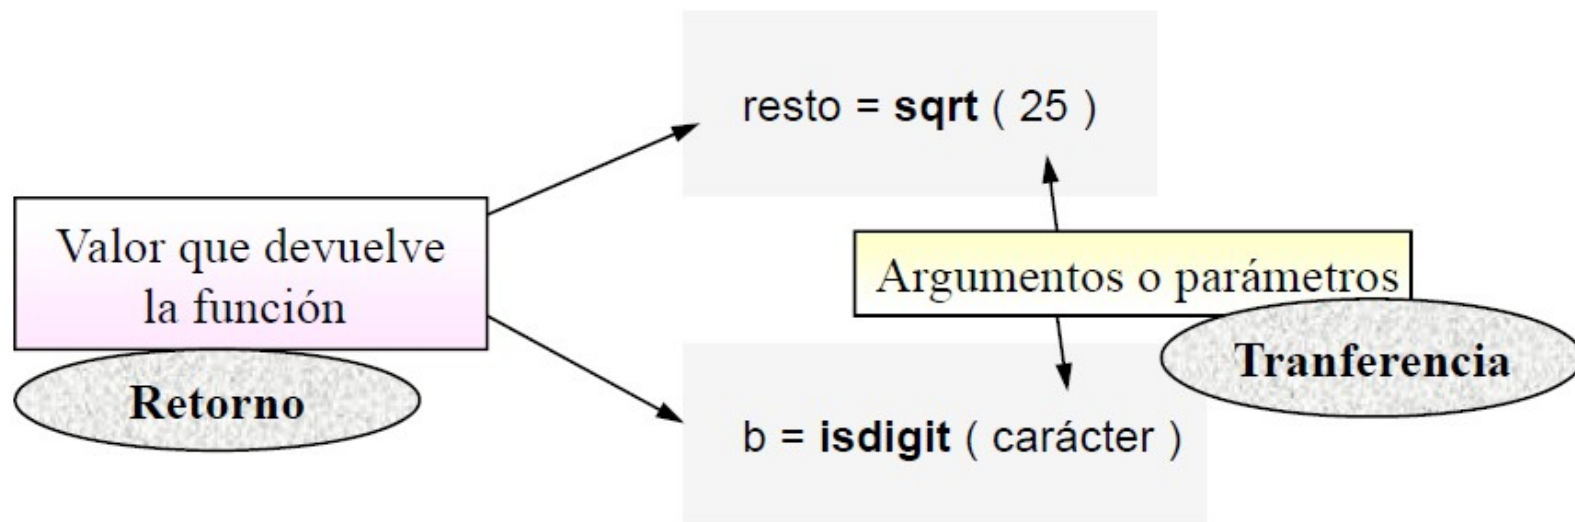 resto = sqrt ( 25 )
Valor que devuelve
la función
Retorno
Argumentos o parámetros
Tranferencia
b = isdigit ( carácter )